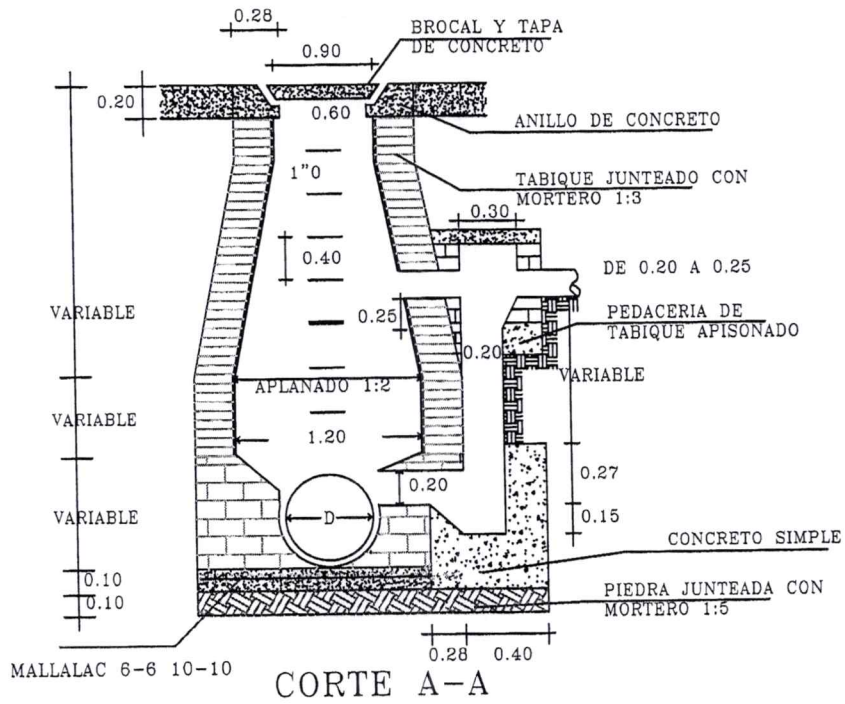 0.28
BROCAL Y TAPA
DE CONCRETO
0.90
0.20
0.60
ANILLO DE CONCRETO
1"0
TABIQUE JUNTEADO CON
MORTERO 1:3
0.30
0.40
DE 0.20 A 0.25
VARIABLE
0.25
PEDACERIA DE
TABIQUE APISONADO
0.20
VARIABLE
APLANADO 1:2
VARIABLE
1.20
0.27
0.20
VARIABLE
D
0.15
CONCRETO SIMPLE
0.10
0.10
PIEDRA JUNTEADA CON
MORTERO 1:5
0.28
0.40
MALLALAC 6-6 10-10
CORTE A-A